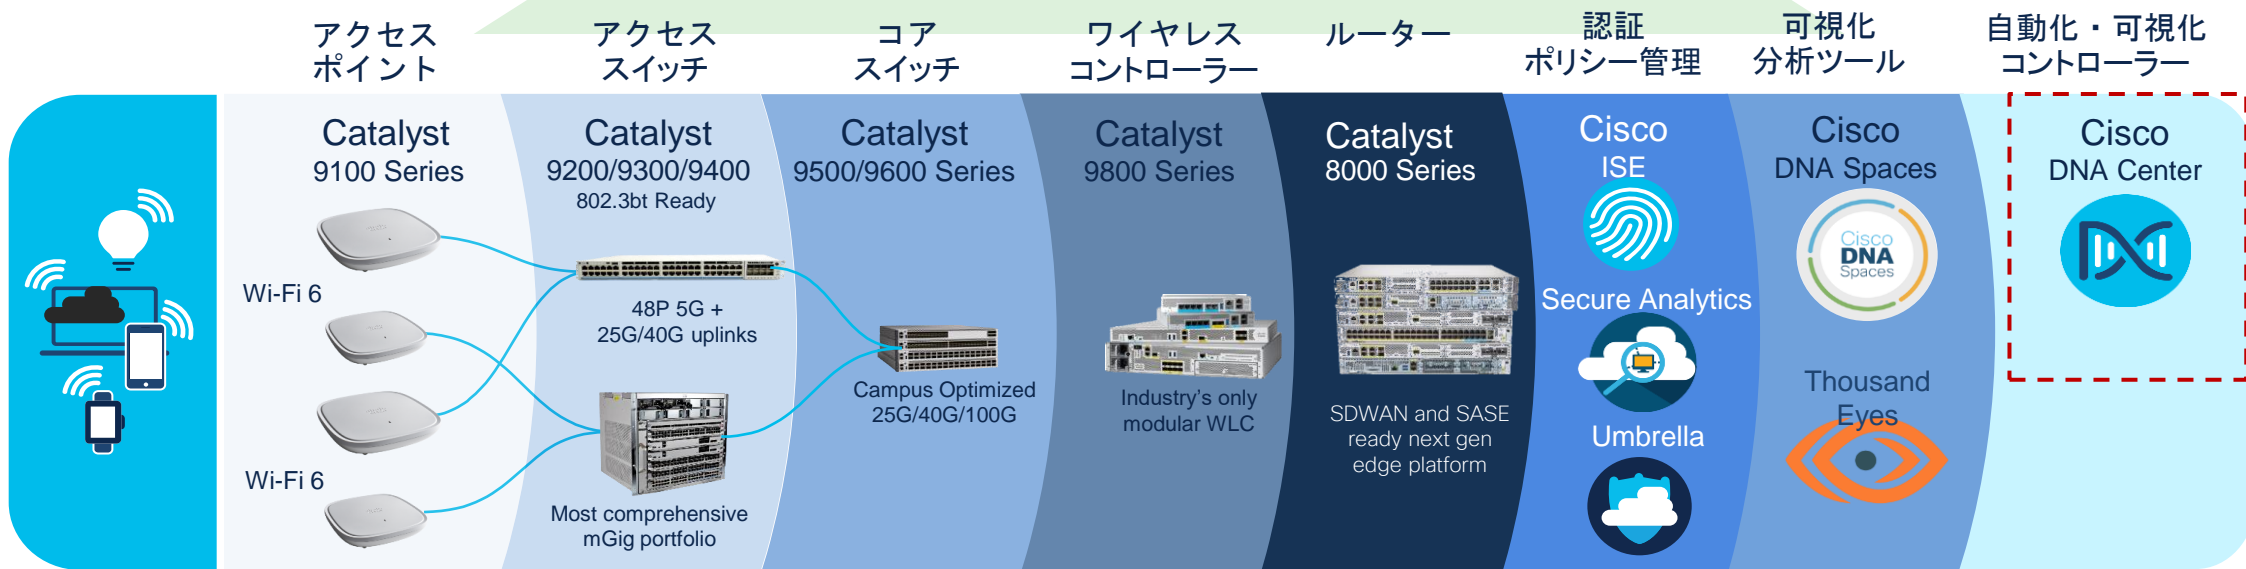 アクセス
ポイント
アクセス
スイッチ
コア
スイッチ
ワイヤレス
コントローラー
ルーター
認証
ポリシー管理
可視化
分析ツール
自動化・可視化
コントローラー
Catalyst
9100 Series
Wi-Fi 6
Wi-Fi 6
Catalyst
9200/9300/9400
802.3bt Ready
48P 5G +
25G/40G uplinks
Most comprehensive
mGig portfolio
Catalyst
9500/9600 Series
Campus Optimized
25G/40G/100G
Catalyst
9800 Series
Industry's only
modular WLC
Catalyst
8000 Series
SDWAN and SASE
ready next gen
edge platform
Cisco
ISE
Secure Analytics
Umbrella
Cisco
DNA Spaces
Cisco
DNA
Spaces
Thousand
Eyes
Cisco
DNA Center